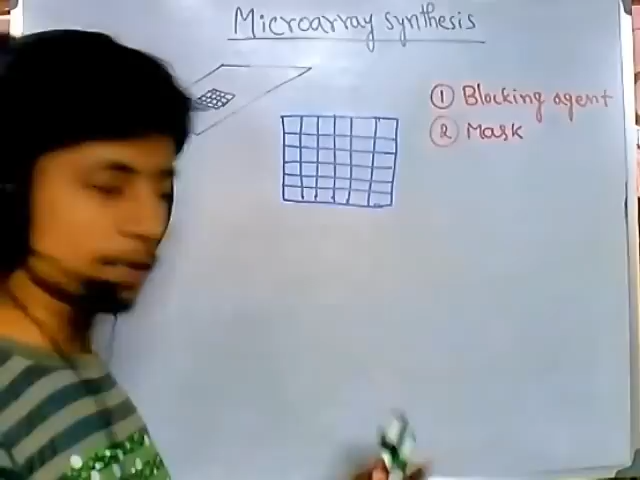 Microarray synthesis
① Blocking agent
② Mask